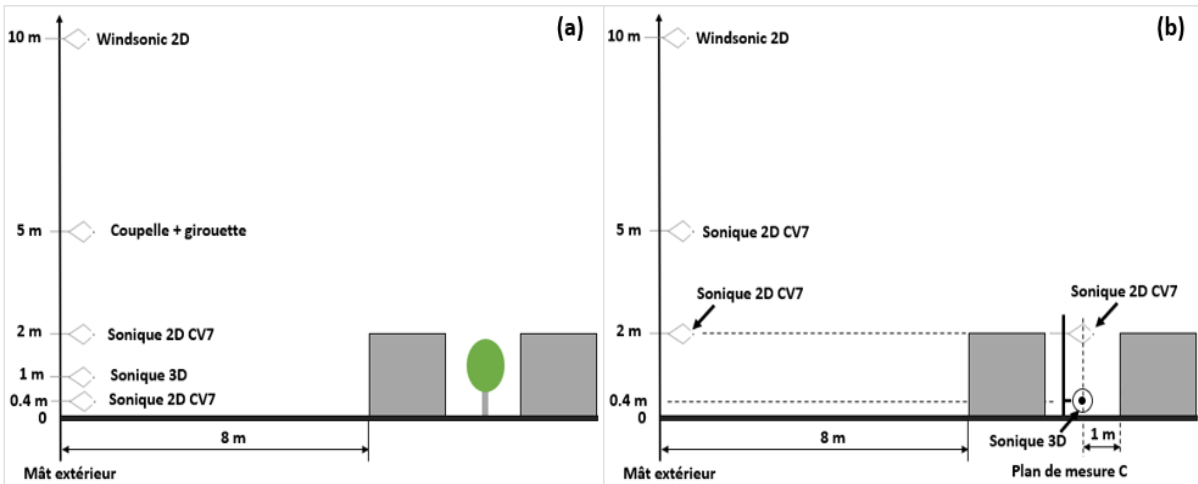 (a)
10 m
Windsonic 2D
5 m
Coupelle + girouette
2 m
Sonique 2D CV7
1 m
Sonique 3D
0.4 m
Sonique 2D CV7
0
8 m
Mât extérieur
(b)
10 m
Windsonic 2D
5 m
Sonique 2D CV7
Sonique 2D CV7
Sonique 2D CV7
2 m
0.4 m
0
8 m
Sonique 3D
1 m
Mât extérieur
Plan de mesure C